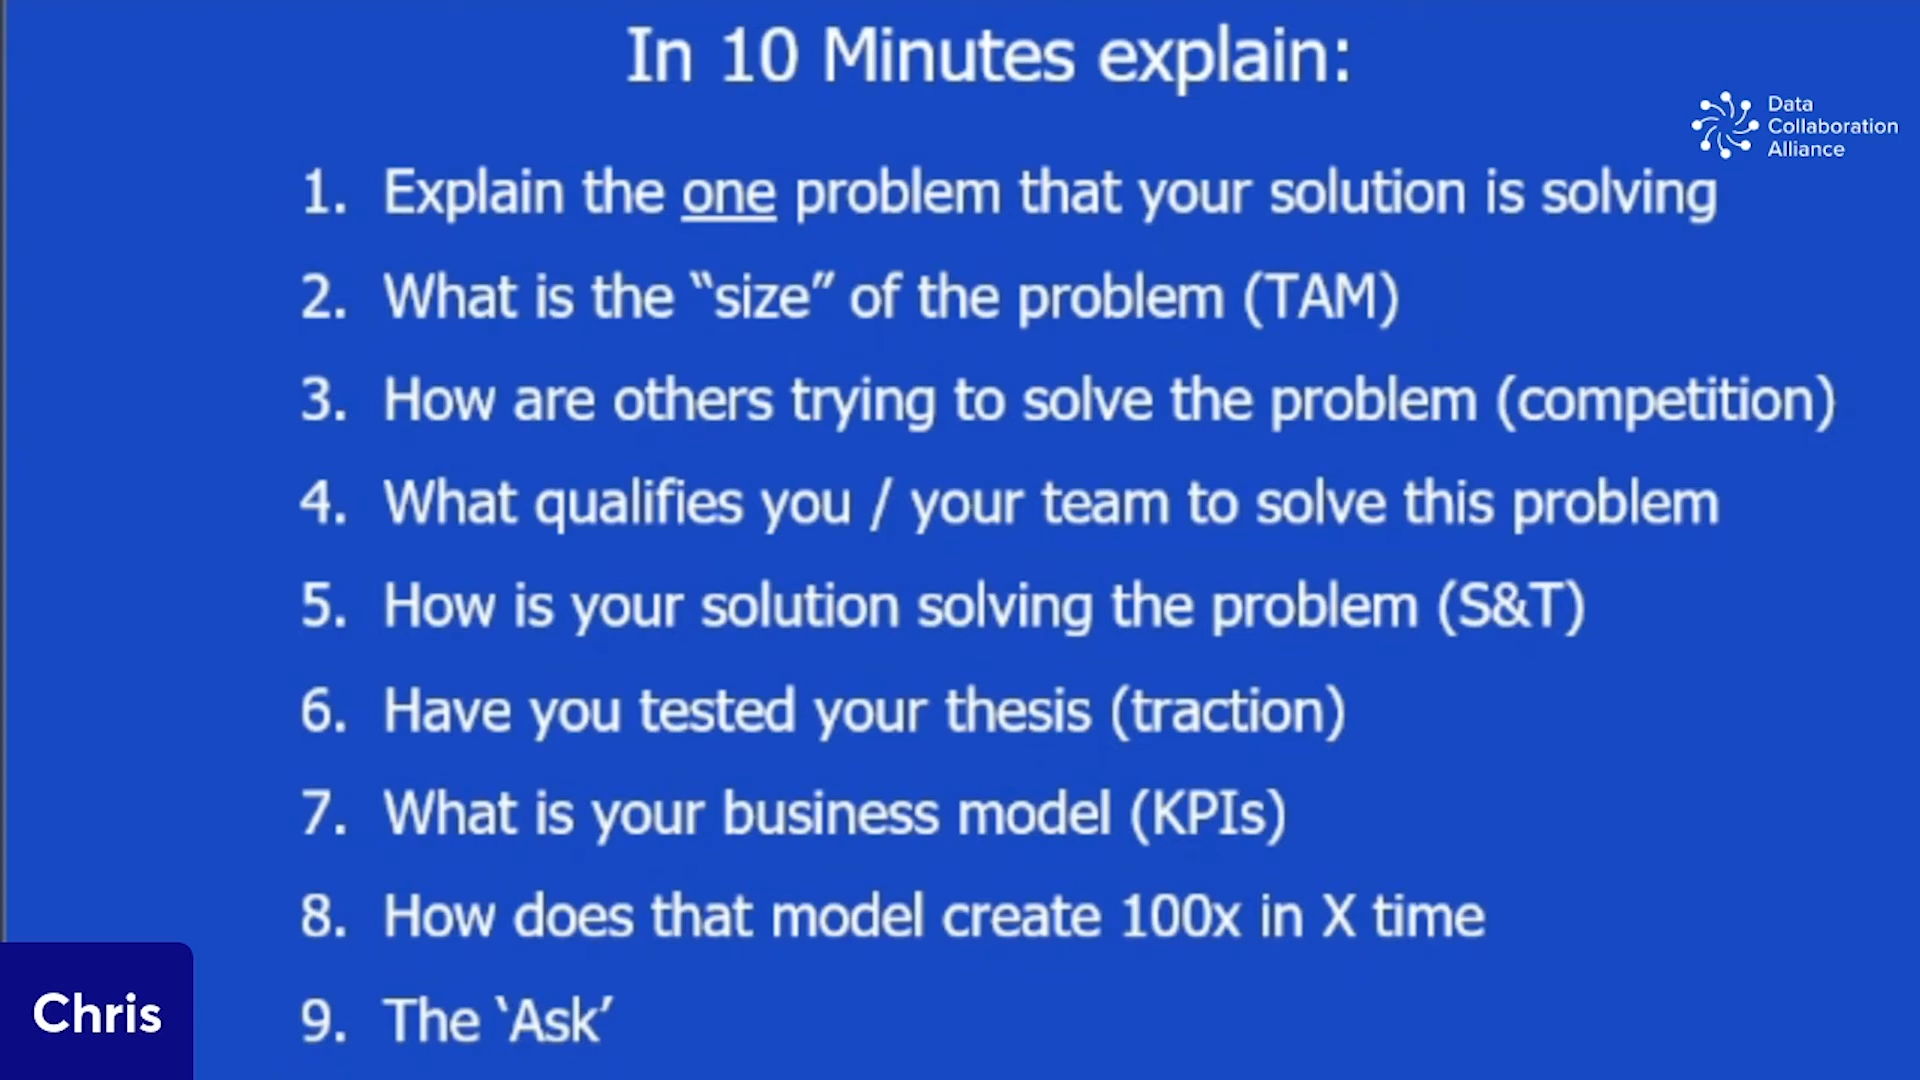 In 10 Minutes explain:
Data
Collaboration
Alliance
1. Explain the one problem that your solution is solving
2. What is the “size” of the problem (TAM)
3. How are others trying to solve the problem (competition)
4. What qualifies you / your team to solve this problem
5. How is your solution solving the problem (S&T)
6. Have you tested your thesis (traction)
7. What is your business model (KPIs)
8. How does that model create 100x in X time
9. The ‘Ask’
Chris